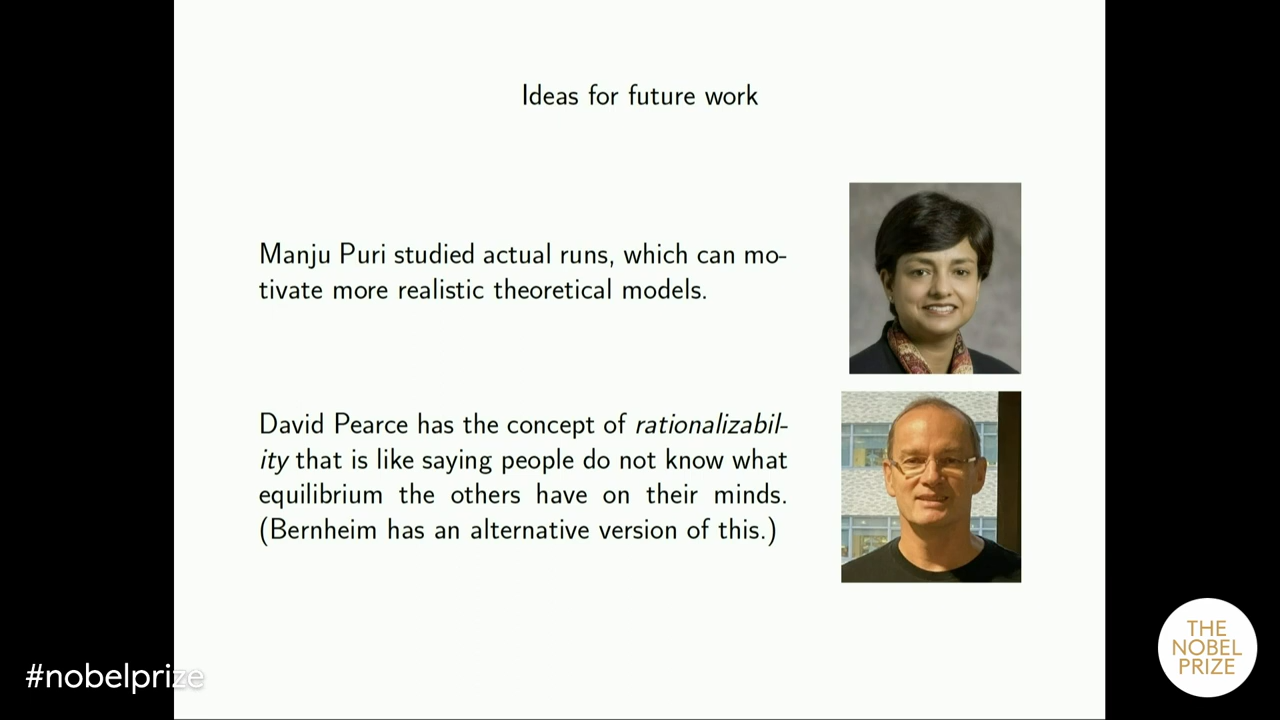 Ideas for future work
Manju Puri studied actual runs, which can mo-
tivate more realistic theoretical models.
David Pearce has the concept of rationalizabil-
ity that is like saying people do not know what
equilibrium the others have on their minds.
(Bernheim has an alternative version of this.)
#nobelprize
THE
NOBEL
PRIZE